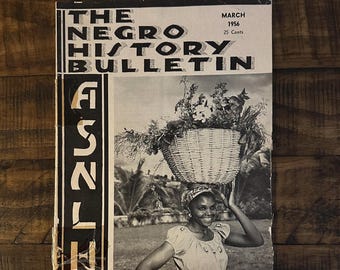 THE
NEGRO
HISTORY
BULLETIN
MARCH
1956
25 Cents
ASNLH